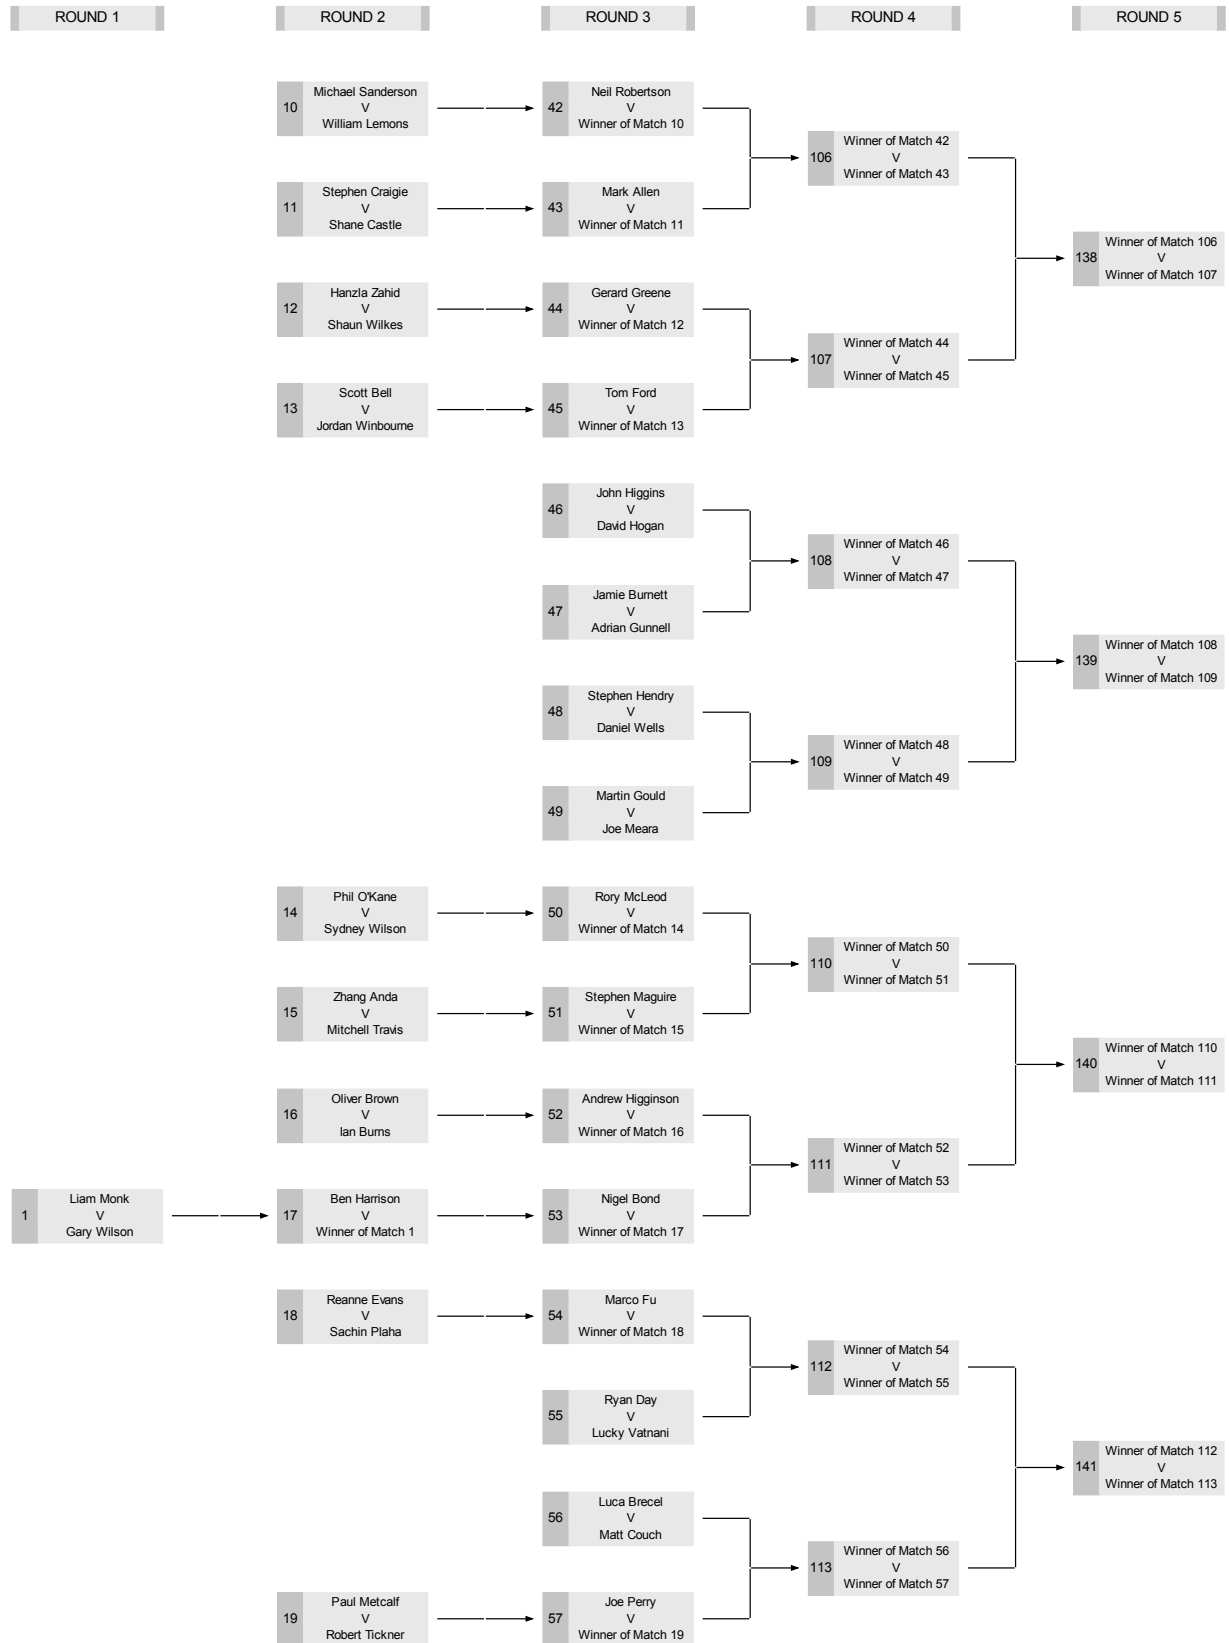 ROUND 1
ROUND 2
ROUND 3
ROUND 4
ROUND 5
10
Michael Sanderson
V
William Lemons
42
Neil Robertson
V
Winner of Match 10
106
Winner of Match 42
V
Winner of Match 43
11
Stephen Craigie
V
Shane Castle
43
Mark Allen
V
Winner of Match 11
138
Winner of Match 106
V
Winner of Match 107
12
Hanzla Zahid
V
Shaun Wilkes
44
Gerard Greene
V
Winner of Match 12
107
Winner of Match 44
V
Winner of Match 45
13
Scott Bell
V
Jordan Winbourne
45
Tom Ford
V
Winner of Match 13
46
John Higgins
V
David Hogan
108
Winner of Match 46
V
Winner of Match 47
47
Jamie Burnett
V
Adrian Gunnell
139
Winner of Match 108
V
Winner of Match 109
48
Stephen Hendry
V
Daniel Wells
109
Winner of Match 48
V
Winner of Match 49
49
Martin Gould
V
Joe Meara
14
Phil O'Kane
V
Sydney Wilson
50
Rory McLeod
V
Winner of Match 14
110
Winner of Match 50
V
Winner of Match 51
15
Zhang Anda
V
Mitchell Travis
51
Stephen Maguire
V
Winner of Match 15
140
Winner of Match 110
V
Winner of Match 111
16
Oliver Brown
V
Ian Burns
52
Andrew Higginson
V
Winner of Match 16
111
Winner of Match 52
V
Winner of Match 53
1
Liam Monk
V
Gary Wilson
17
Ben Harrison
V
Winner of Match 1
53
Nigel Bond
V
Winner of Match 17
18
Reanne Evans
V
Sachin Plaha
54
Marco Fu
V
Winner of Match 18
112
Winner of Match 54
V
Winner of Match 55
55
Ryan Day
V
Lucky Vatnani
141
Winner of Match 112
V
Winner of Match 113
56
Luca Brecel
V
Matt Couch
113
Winner of Match 56
V
Winner of Match 57
19
Paul Metcalf
V
Robert Tickner
57
Joe Perry
V
Winner of Match 19